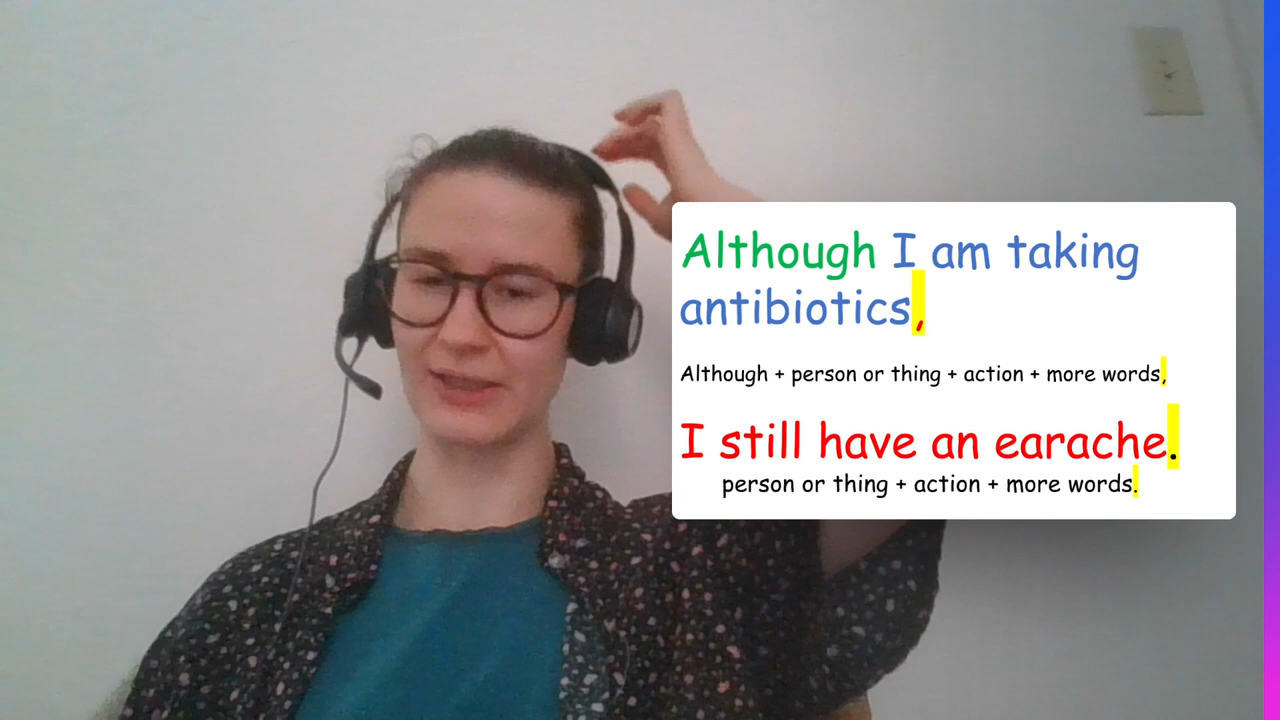 Although I am taking
antibiotics,
Although + person or thing + action + more words,
I still have an earache.
person or thing + action + more words.